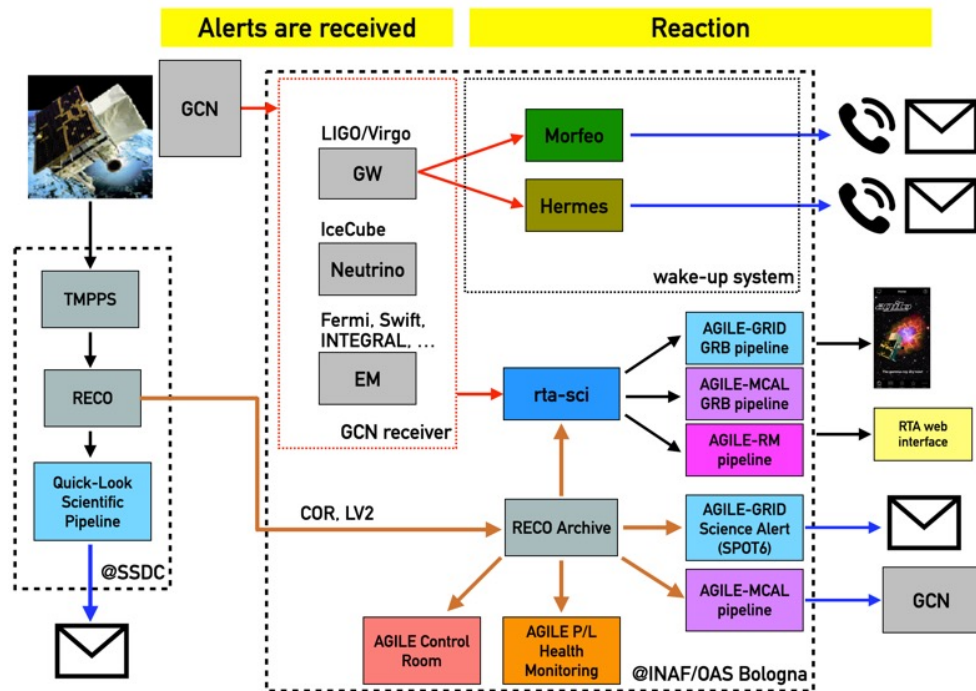 Alerts are received
Reaction
GCN
LIGO/Virgo
GW
IceCube
Neutrino
Fermi, Swift,
INTEGRAL, ...
EM
GCN receiver
Morfeo
Hermes
wake-up system
TMPPS
RECO
Quick-Look
Scientific
Pipeline
@SSDC
COR, LV2
rta-sci
RECO Archive
AGILE Control
Room
AGILE P/L
Health
Monitoring
AGILE-GRID
GRB pipeline
AGILE-MCAL
GRB pipeline
AGILE-RM
pipeline
AGILE-GRID
Science Alert
(SPOT6)
AGILE-MCAL
pipeline
@INAF/OAS Bologna
agile
RTA web
interface
GCN